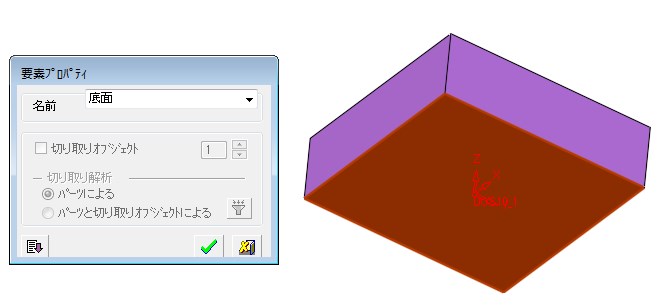 要素ﾌﾟﾛﾊﾟﾃｨ
名前
底面
切り取りｵﾌﾞｼﾞｪｸﾄ
1
切り取り解析
ﾊﾟｰﾂによる
ﾊﾟｰﾂと切り取りｵﾌﾞｼﾞｪｸﾄによる
Z